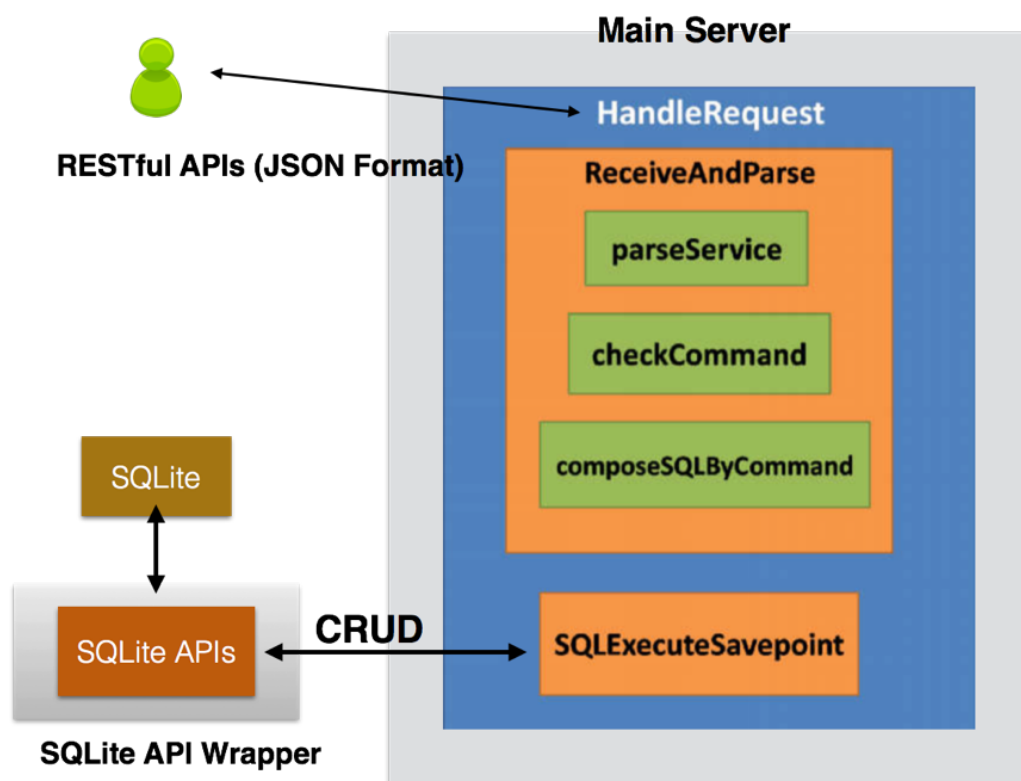 Main Server
HandleRequest
RESTful APIs (JSON Format)
ReceiveAndParse
parseService
checkCommand
composeSQLByCommand
SQLite
SQLite APIs
CRUD
SQLExecuteSavepoint
SQLite API Wrapper